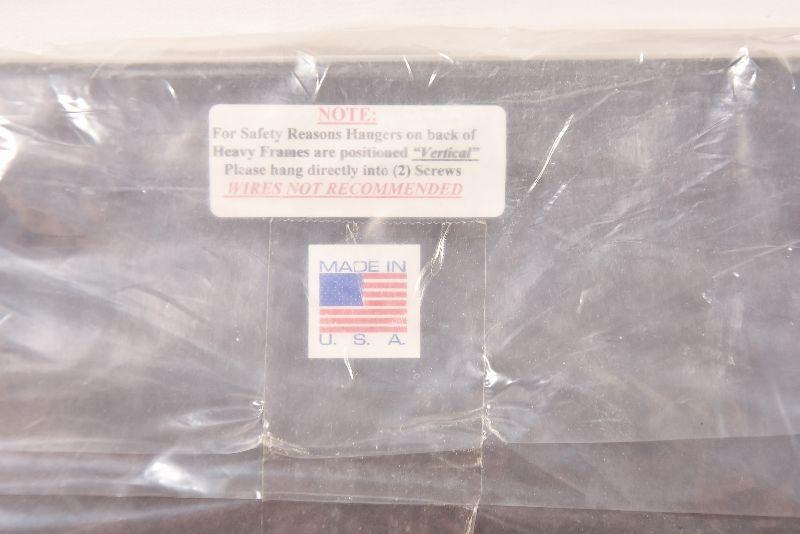 NOTE:
For Safety Reasons Hangers on back of
Heavy Frames are positioned "Vertical"
Please hang directly into (2) Screws
WIRES NOT RECOMMENDED
MADE IN
U. S. A.